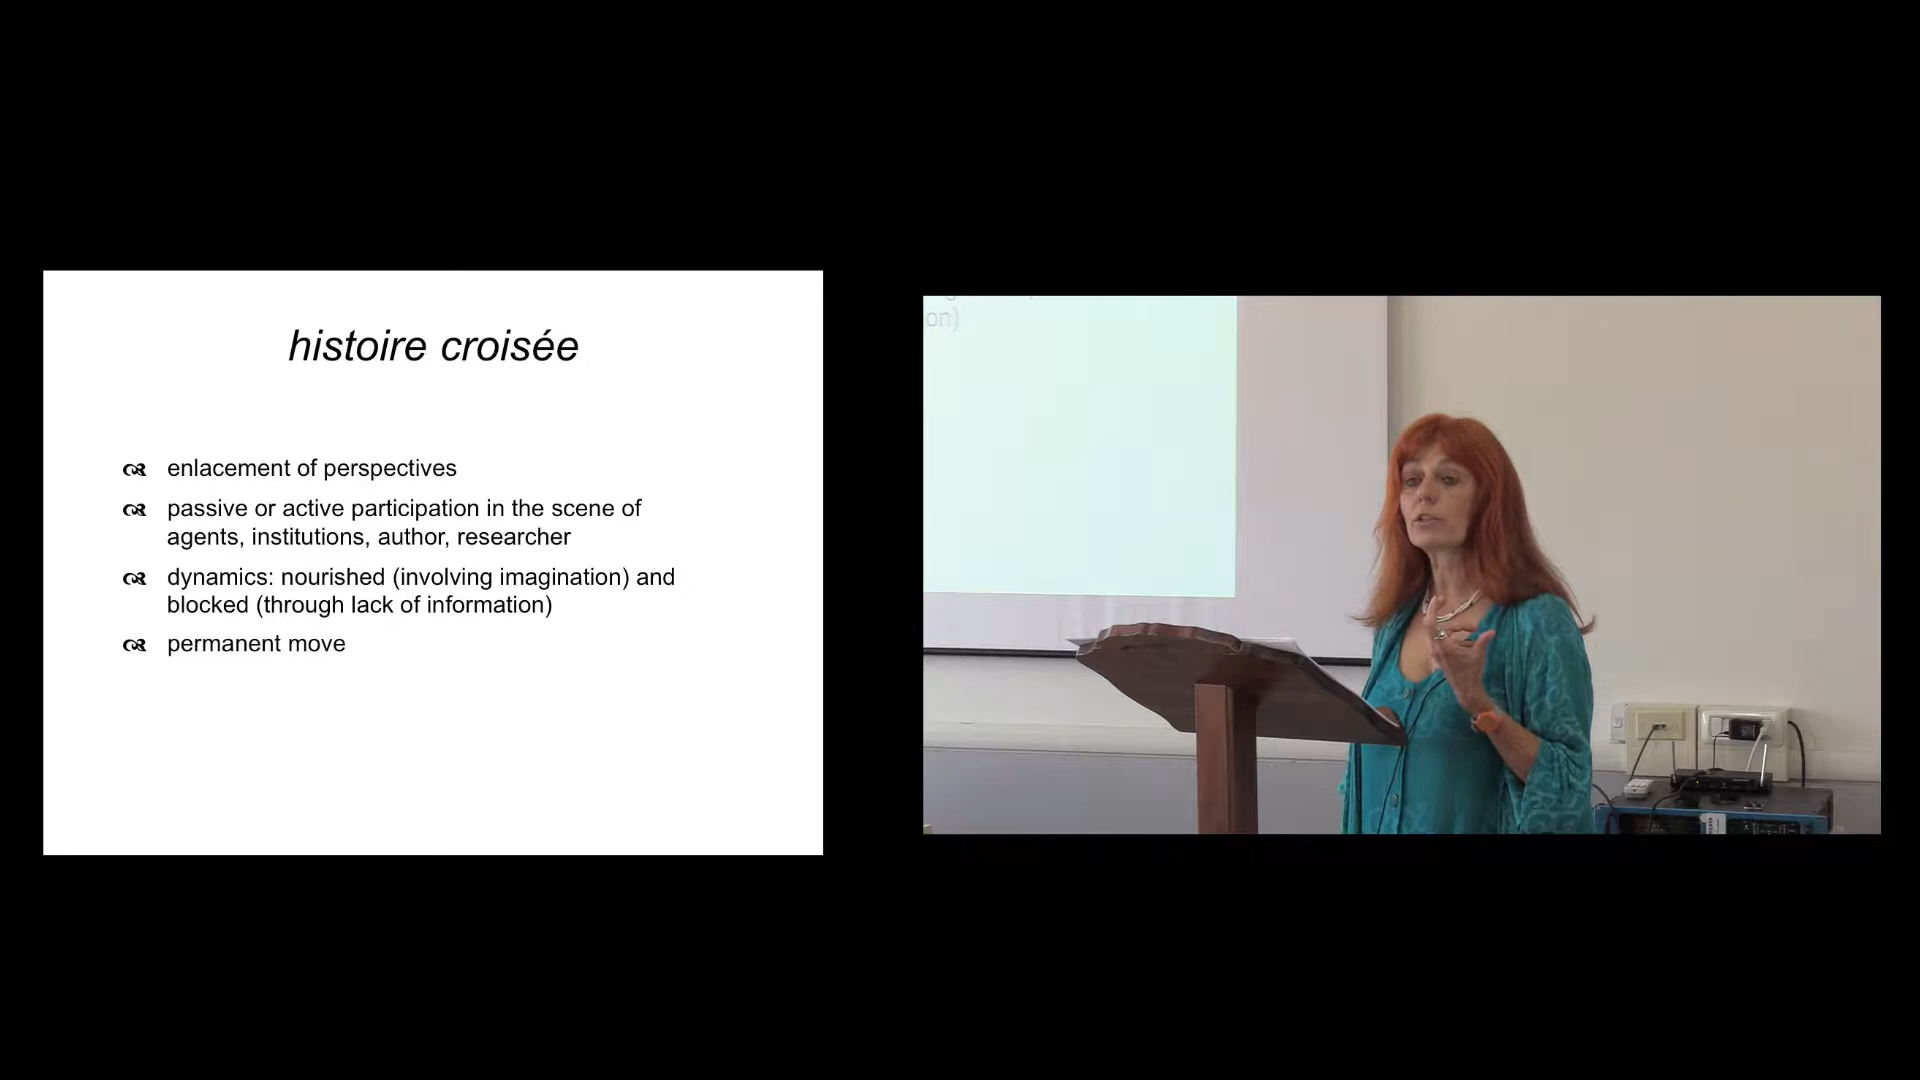 histoire croisée
enlacement of perspectives
passive or active participation in the scene of
agents, institutions, author, researcher
dynamics: nourished (involving imagination) and
blocked (through lack of information)
permanent move
on)